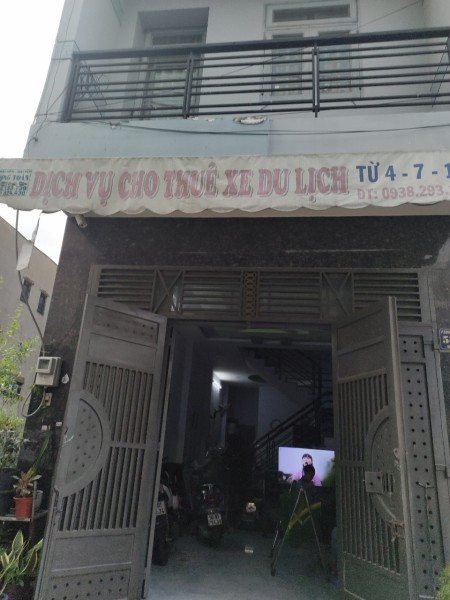 DỊCH VỤ CHO THUÊ XE DU LỊCH
TỪ 4 - 7 - 1
ĐT: 0938.293.